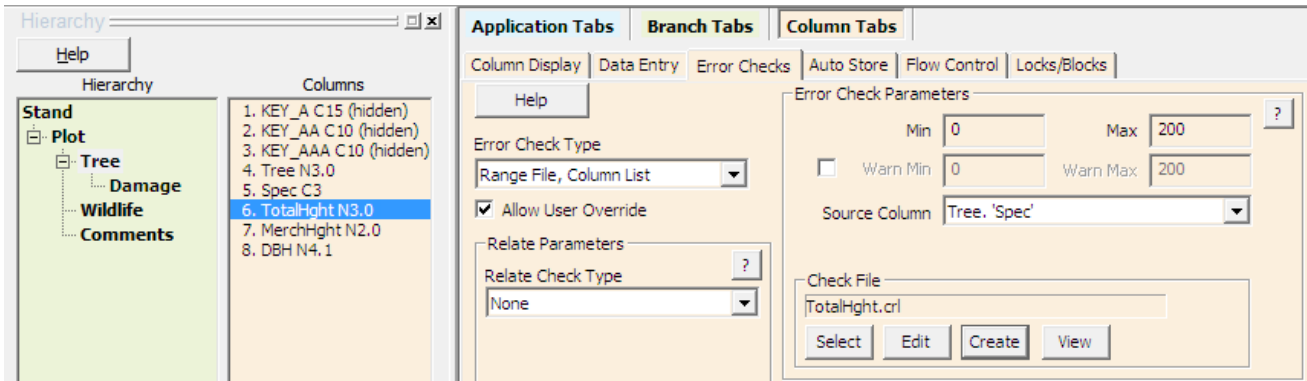 Hierarchy
Help
Hierarchy
Stand
Plot
Tree
Damage
Wildlife
Comments
Columns
1. KEY_A C15 (hidden)
2. KEY_AA C10 (hidden)
3. KEY_AAA C10 (hidden)
4. Tree N3.0
5. Spec C3
6. TotalHght N3.0
7. MerchHght N2.0
8. DBH N4.1
Application Tabs Branch Tabs Column Tabs
Column Display Data Entry Error Checks Auto Store Flow Control Locks/Blocks
Help
Error Check Type
Range File, Column List
Allow User Override
Relate Parameters
?
Relate Check Type
None
Error Check Parameters
?
Min 0 Max 200
Warn Min 0 Warn Max 200
Source Column Tree. 'Spec'
Check File
TotalHght.crl
Select Edit Create View